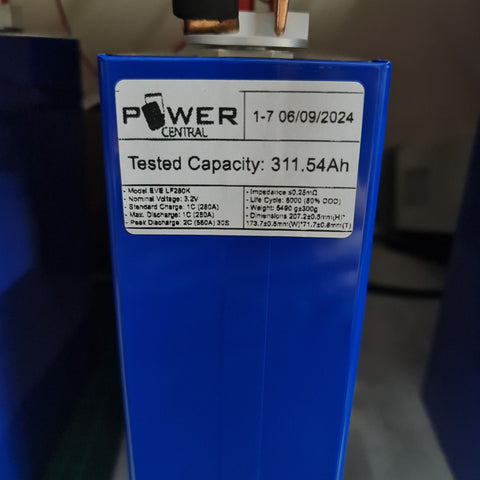 POWER
CENTRAL
1-7 06/09/2024
Tested Capacity: 311.54Ah
- Model EVE LF280K
- Nominal Voltage: 3.2V
- Standard Charge: 1C (280A)
- Max. Discharge: 1C (280A)
- Peak Discharge: 2C (560A) 30S
- Impedance ≤0.25mΩ
- Life Cycle: 6000 (80% DOD)
- Weight: 5490 g±300g
- Dimensions 207.2±0.5mm(H)*
173.7±0.5mm(W)*71.7±0.8mm(T)